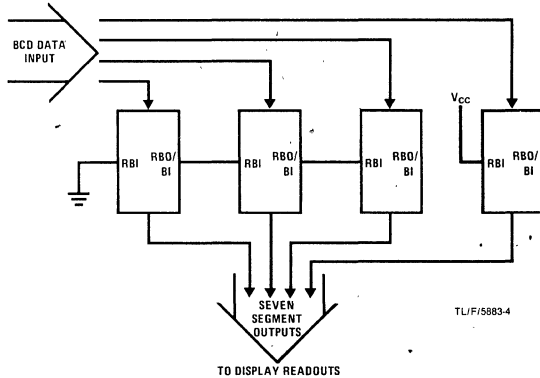 BCD DATA
INPUT
VCC
RBI
RBO/
BI
RBI
RBO/
BI
RBI
RBO/
BI
RBI
RBO/
BI
SEVEN
SEGMENT
OUTPUTS
TL/F/5883-4
TO DISPLAY READOUTS